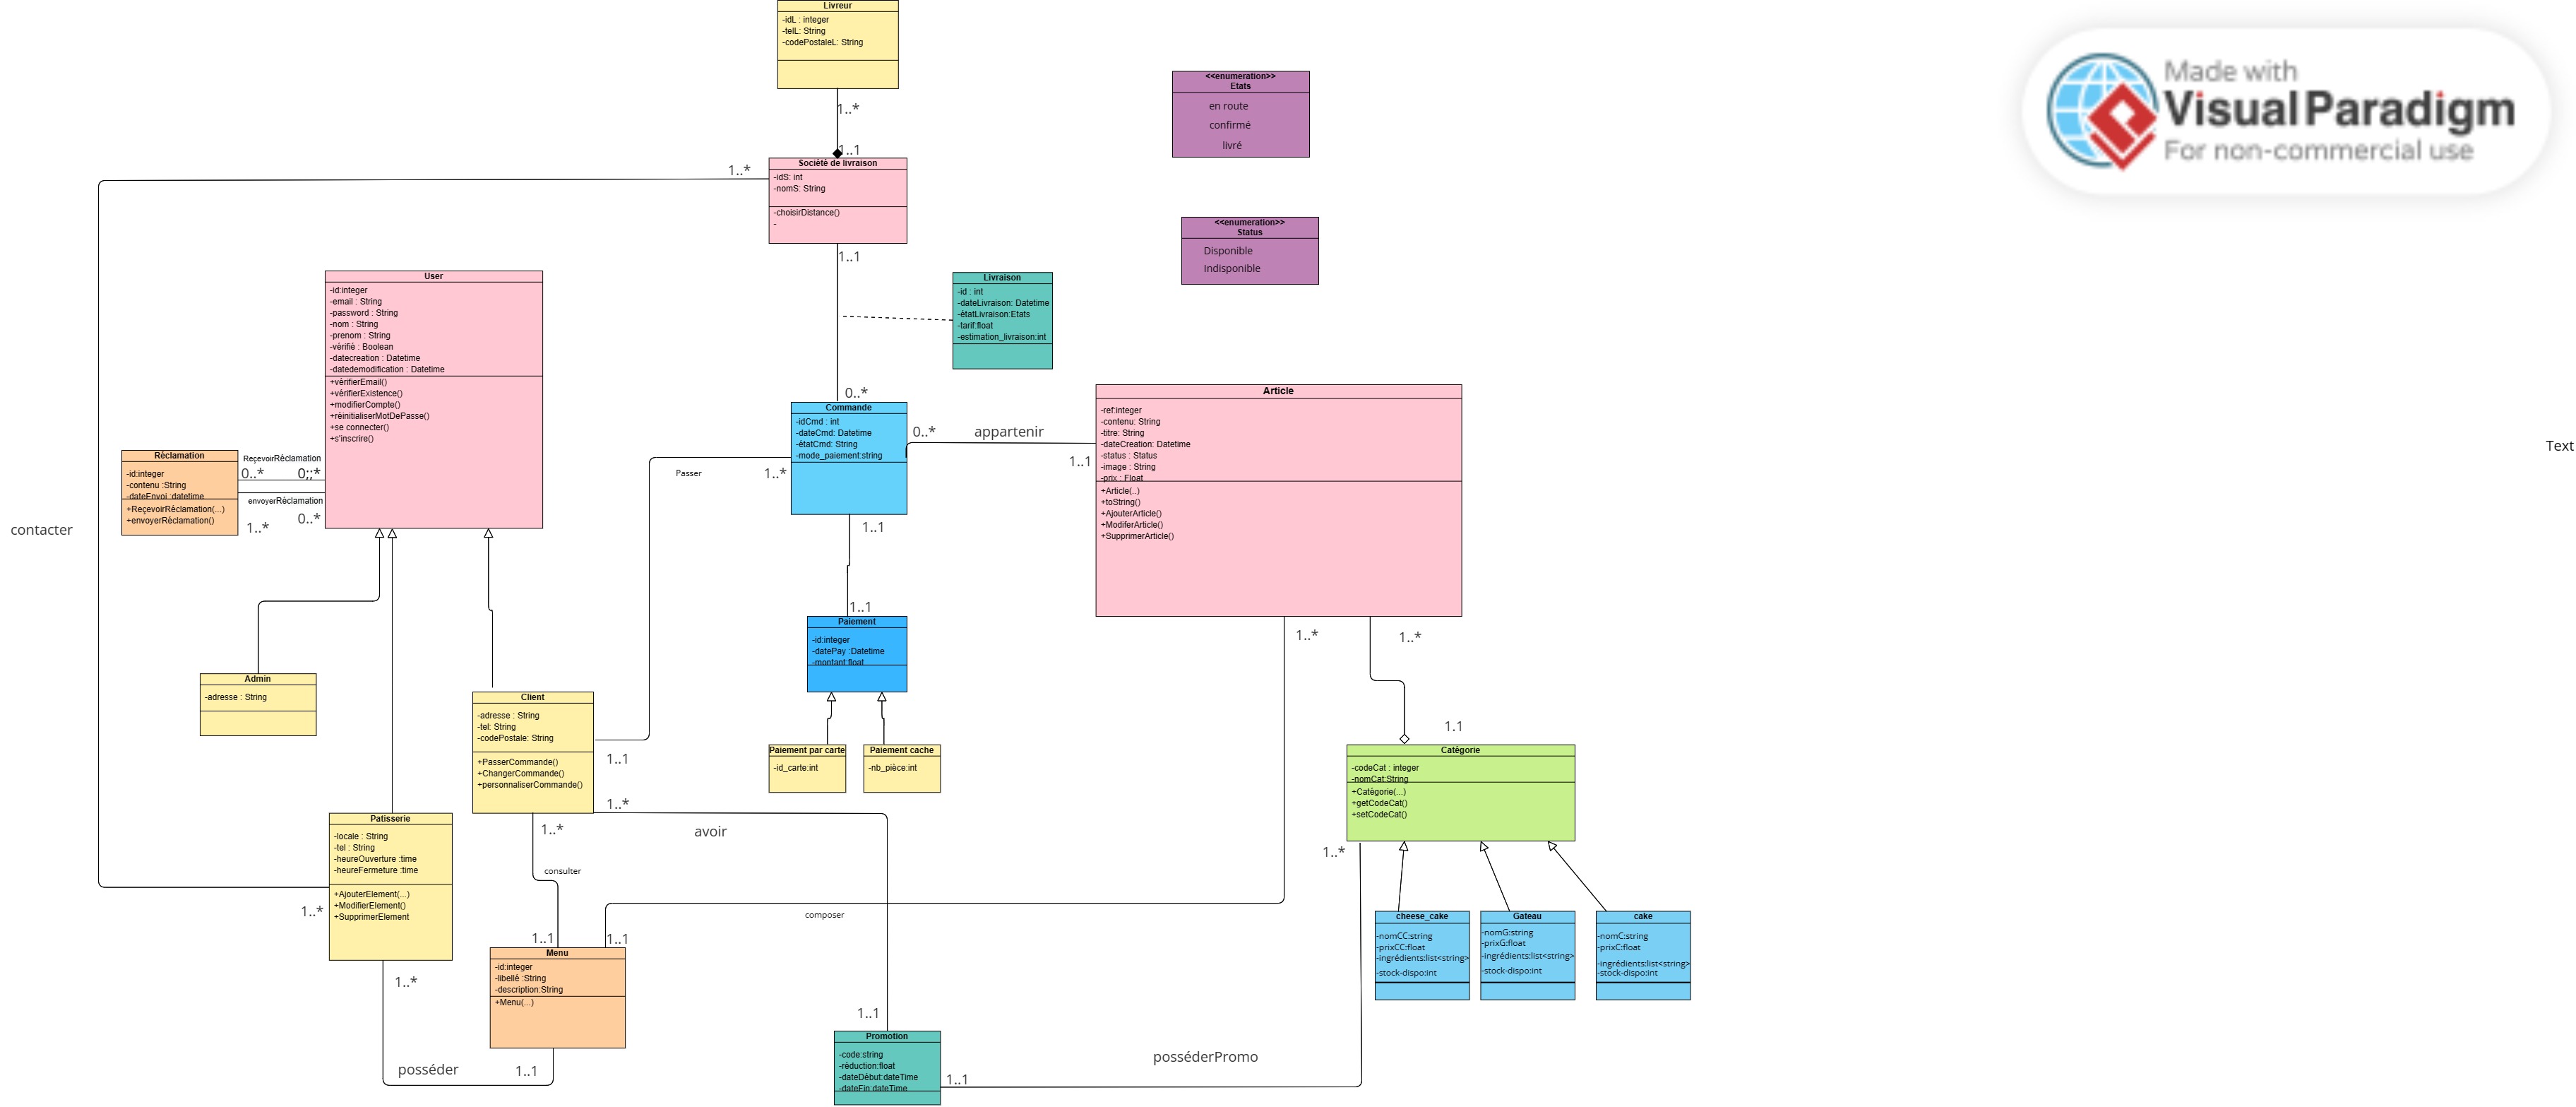 Livreur
-idL : integer
-telL: String
-codePostaleL: String
1..*
1..1
Société de livraison
-idS: int
-nomS: String
-choisirDistance()
-
1..*
1..1
<<enumeration>>
Etats
en route
confirmé
livré
<<enumeration>>
Status
Disponible
Indisponible
Made with
Visual Paradigm
For non-commercial use
Text
Livraison
-id : int
-dateLivraison: Datetime
-étatLivraison:Etats
-tarif:float
-estimation_livraison:int
User
-id:integer
-email : String
-password : String
-nom : String
-prenom : String
-vérifié : Boolean
-datecreation : Datetime
-datedemodification : Datetime
+vérifierEmail()
+vérifierExistence()
+modifierCompte()
+réinitialiserMotDePasse()
+se connecter()
+s'inscrire()
Réclamation
-id:integer
-contenu :String
-dateEnvoi :datetime
+ReçevoirRéclamation(...)
+envoyerRéclamation()
ReçevoirRéclamation
0..*
0;;*
envoyerRéclamation
1..*
0..*
contacter
0..*
Commande
-idCmd : int
-dateCmd: Datetime
-étatCmd: String
-mode_paiement:string
0..*
appartenir
1..1
Passer
1..*
1..1
Article
-ref:integer
-contenu: String
-titre: String
-dateCreation: Datetime
-status : Status
-image : String
-prix : Float
+Article(..)
+toString()
+AjouterArticle()
+ModiferArticle()
+SupprimerArticle()
1..*
1..*
1..1
Paiement
-id:integer
-datePay :Datetime
-montant:float
Paiement par carte
-id_carte:int
Paiement cache
-nb_pièce:int
Admin
-adresse : String
Client
-adresse : String
-tel: String
-codePostale: String
+PasserCommande()
+ChangerCommande()
+personnaliserCommande()
1..1
1..*
avoir
1..*
consulter
1.1
Catégorie
-codeCat : integer
-nomCat:String
+Catégorie(...)
+getCodeCat()
+setCodeCat()
1..*
Patisserie
-locale : String
-tel : String
-heureOuverture :time
-heureFermeture :time
+AjouterElement(...)
+ModifierElement()
+SupprimerElement
1..*
1..*
composer
1..1
1..1
Menu
-id:integer
-libellé :String
-description:String
+Menu(...)
posséder
1..1
cheese_cake
-nomCC:string
-prixCC:float
-ingrédients:list<string>
-stock-dispo:int
Gateau
-nomG:string
-prixG:float
-ingrédients:list<string>
-stock-dispo:int
cake
-nomC:string
-prixC:float
-ingrédients:list<string>
-stock-dispo:int
1..1
Promotion
-code:string
-réduction:float
-dateDébut:dateTime
-dateFin:dateTime
1..1
posséderPromo